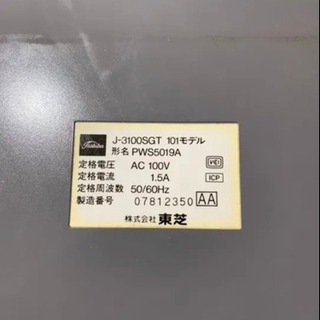 Toshiba
J-3100SGT 101モデル
形名 PWS5019A
定格電圧 AC 100V
定格電流 1.5A
定格周波数 50/60Hz
製造番号 07812350 AA
ICP
株式会社 東芝